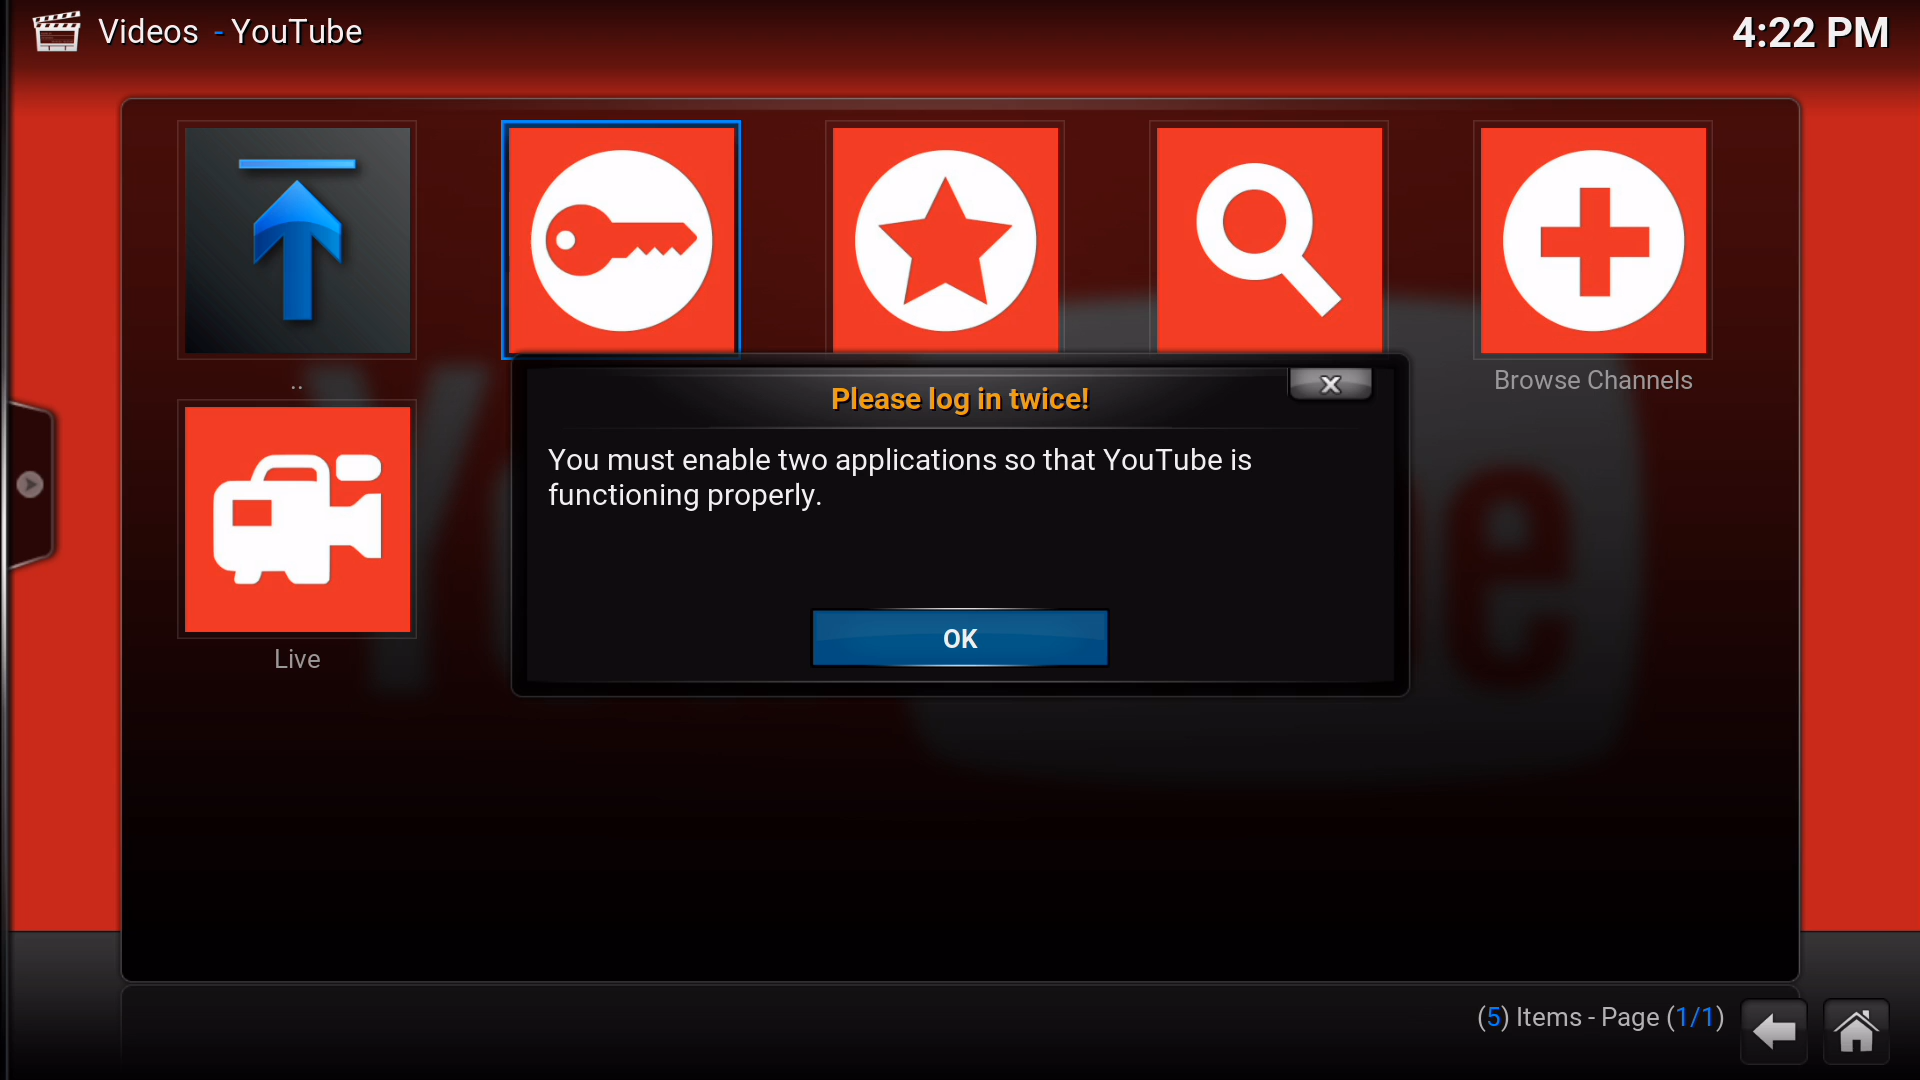 Videos - YouTube
4:22 PM
..
Browse Channels
Please log in twice!
X
You must enable two applications so that YouTube is
functioning properly.
OK
Live
(5) Items - Page (1/1)